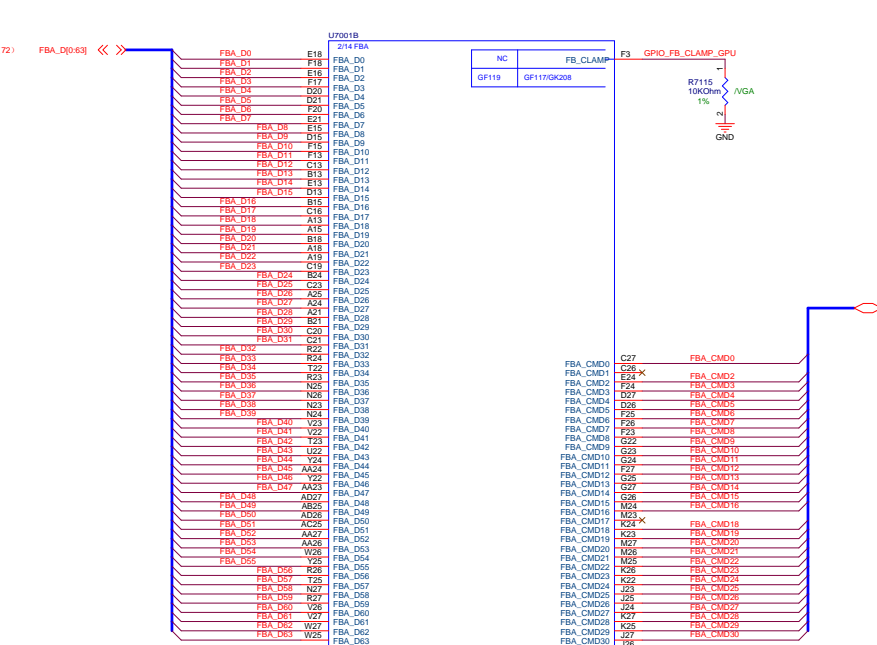 U7001B
2/14 FBA
72)
FBA_D[0:63]
FBA_D0 E18 FBA_D0
FBA_D1 F18 FBA_D1
FBA_D2 E16 FBA_D2
FBA_D3 F17 FBA_D3
FBA_D4 D20 FBA_D4
FBA_D5 D21 FBA_D5
FBA_D6 F20 FBA_D6
FBA_D7 E21 FBA_D7
FBA_D8 E15 FBA_D8
FBA_D9 D15 FBA_D9
FBA_D10 F15 FBA_D10
FBA_D11 F13 FBA_D11
FBA_D12 C13 FBA_D12
FBA_D13 B13 FBA_D13
FBA_D14 E13 FBA_D14
FBA_D15 D13 FBA_D15
FBA_D16 B15 FBA_D16
FBA_D17 C16 FBA_D17
FBA_D18 A13 FBA_D18
FBA_D19 A15 FBA_D19
FBA_D20 B18 FBA_D20
FBA_D21 A18 FBA_D21
FBA_D22 A19 FBA_D22
FBA_D23 C19 FBA_D23
FBA_D24 B24 FBA_D24
FBA_D25 C23 FBA_D25
FBA_D26 A25 FBA_D26
FBA_D27 A24 FBA_D27
FBA_D28 A21 FBA_D28
FBA_D29 B21 FBA_D29
FBA_D30 C20 FBA_D30
FBA_D31 C21 FBA_D31
FBA_D32 R22 FBA_D32
FBA_D33 R24 FBA_D33
FBA_D34 T22 FBA_D34
FBA_D35 R23 FBA_D35
FBA_D36 N25 FBA_D36
FBA_D37 N26 FBA_D37
FBA_D38 N23 FBA_D38
FBA_D39 N24 FBA_D39
FBA_D40 V23 FBA_D40
FBA_D41 V22 FBA_D41
FBA_D42 T23 FBA_D42
FBA_D43 U22 FBA_D43
FBA_D44 Y24 FBA_D44
FBA_D45 AA24 FBA_D45
FBA_D46 Y22 FBA_D46
FBA_D47 AA23 FBA_D47
FBA_D48 AD27 FBA_D48
FBA_D49 AB25 FBA_D49
FBA_D50 AD26 FBA_D50
FBA_D51 AC25 FBA_D51
FBA_D52 AA27 FBA_D52
FBA_D53 AA26 FBA_D53
FBA_D54 W26 FBA_D54
FBA_D55 Y25 FBA_D55
FBA_D56 R26 FBA_D56
FBA_D57 T25 FBA_D57
FBA_D58 N27 FBA_D58
FBA_D59 R27 FBA_D59
FBA_D60 V26 FBA_D60
FBA_D61 V27 FBA_D61
FBA_D62 W27 FBA_D62
FBA_D63 W25 FBA_D63
NC FB_CLAMP F3 GPIO_FB_CLAMP_GPU
GF119 GF117/GK208
1
R7115
10KOhm /VGA
1%
2
GND
FBA_CMD0 C27 FBA_CMD0
FBA_CMD1 C26
FBA_CMD2 E24 FBA_CMD2
FBA_CMD3 F24 FBA_CMD3
FBA_CMD4 D27 FBA_CMD4
FBA_CMD5 D26 FBA_CMD5
FBA_CMD6 F25 FBA_CMD6
FBA_CMD7 F26 FBA_CMD7
FBA_CMD8 F23 FBA_CMD8
FBA_CMD9 G22 FBA_CMD9
FBA_CMD10 G23 FBA_CMD10
FBA_CMD11 G24 FBA_CMD11
FBA_CMD12 F27 FBA_CMD12
FBA_CMD13 G25 FBA_CMD13
FBA_CMD14 G27 FBA_CMD14
FBA_CMD15 G26 FBA_CMD15
FBA_CMD16 M24 FBA_CMD16
FBA_CMD17 M23
FBA_CMD18 K24 FBA_CMD18
FBA_CMD19 K23 FBA_CMD19
FBA_CMD20 M27 FBA_CMD20
FBA_CMD21 M26 FBA_CMD21
FBA_CMD22 M25 FBA_CMD22
FBA_CMD23 K26 FBA_CMD23
FBA_CMD24 K22 FBA_CMD24
FBA_CMD25 J23 FBA_CMD25
FBA_CMD26 J25 FBA_CMD26
FBA_CMD27 J24 FBA_CMD27
FBA_CMD28 K27 FBA_CMD28
FBA_CMD29 K25 FBA_CMD29
FBA_CMD30 J27 FBA_CMD30